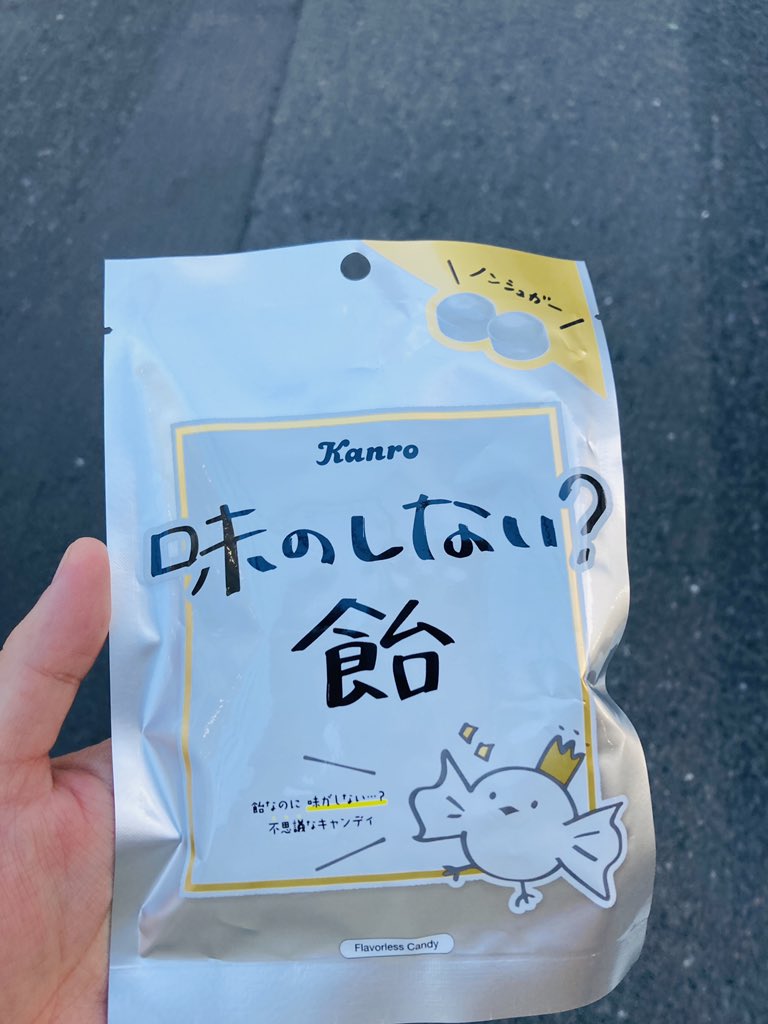 ノンシュガー
Kanro
味のしない?
飴
飴なのに 味がしない…?
不思議なキャンディ
Flavorless Candy